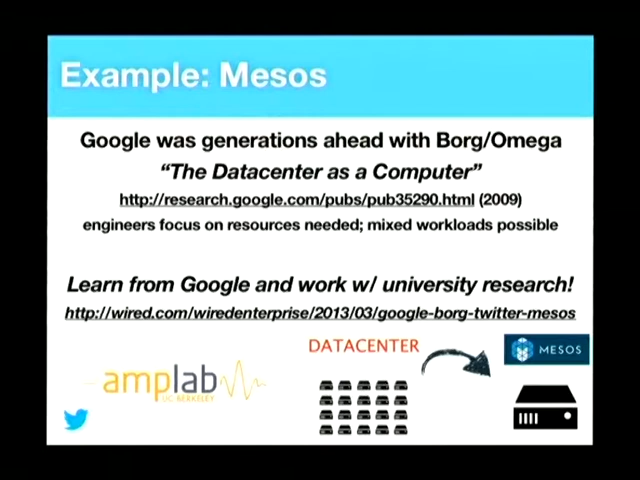 Example: Mesos
Google was generations ahead with Borg/Omega
“The Datacenter as a Computer”
http://research.google.com/pubs/pub35290.html (2009)
engineers focus on resources needed; mixed workloads possible
Learn from Google and work w/ university research!
http://wired.com/wiredenterprise/2013/03/google-borg-twitter-mesos
DATACENTER
MESOS
amplab
UC BERKELEY